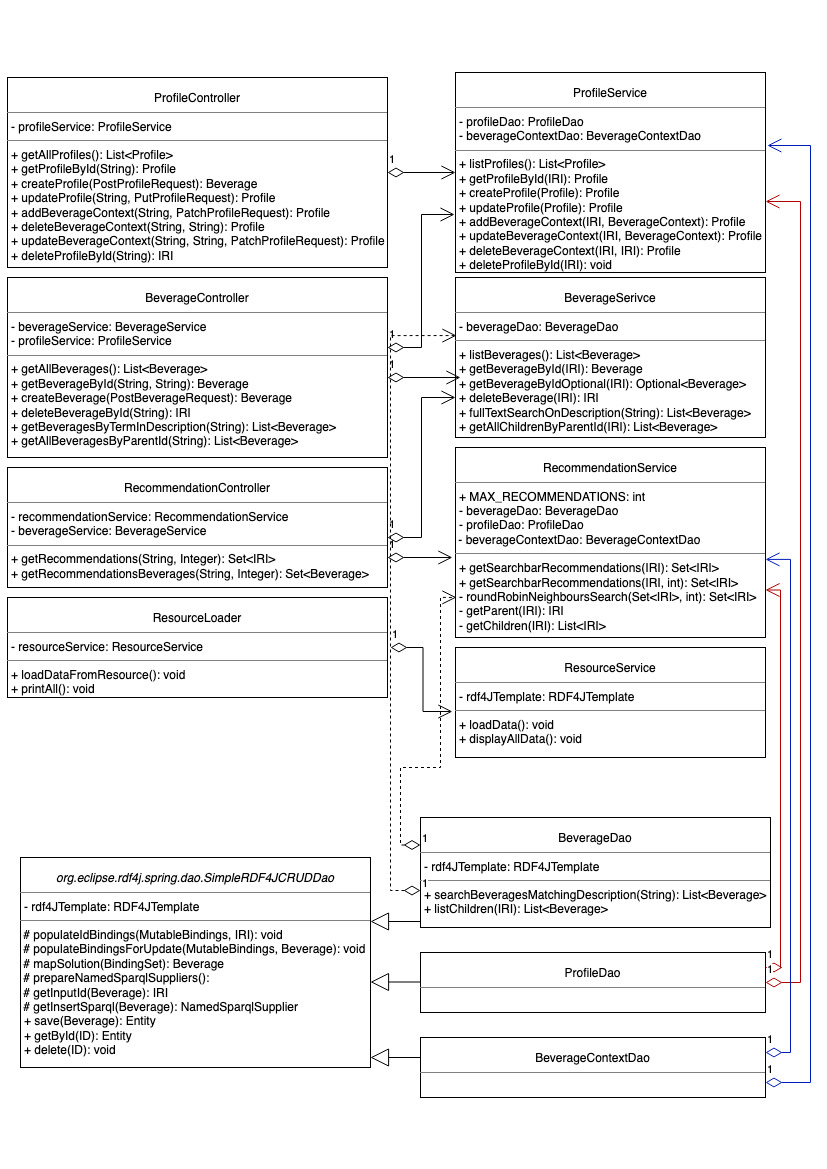 ProfileController
- profileService: ProfileService
+ getAllProfiles(): List<Profile>
+ getProfileById(String): Profile
+ createProfile(PostProfileRequest): Beverage
+ updateProfile(String, PutProfileRequest): Profile
+ addBeverageContext(String, PatchProfileRequest): Profile
+ deleteBeverageContext(String, String): Profile
+ updateBeverageContext(String, String, PatchProfileRequest): Profile
+ deleteProfileById(String): IRI
1
ProfileService
- profileDao: ProfileDao
- beverageContextDao: BeverageContextDao
+ listProfiles(): List<Profile>
+ getProfileById(IRI): Profile
+ createProfile(Profile): Profile
+ updateProfile(Profile): Profile
+ addBeverageContext(IRI, BeverageContext): Profile
+ updateBeverageContext(IRI, BeverageContext): Profile
+ deleteBeverageContext(IRI, IRI): Profile
+ deleteProfileById(IRI): void
BeverageController
- beverageService: BeverageService
- profileService: ProfileService
+ getAllBeverages(): List<Beverage>
+ getBeverageById(String, String): Beverage
+ createBeverage(PostBeverageRequest): Beverage
+ deleteBeverageById(String): IRI
+ getBeveragesByTermInDescription(String): List<Beverage>
+ getAllBeveragesByParentId(String): List<Beverage>
1
1
BeverageSerivce
- beverageDao: BeverageDao
+ listBeverages(): List<Beverage>
+ getBeverageById(IRI): Beverage
+ getBeverageByIdOptional(IRI): Optional<Beverage>
+ deleteBeverage(IRI): IRI
+ fullTextSearchOnDescription(String): List<Beverage>
+ getAllChildrenByParentId(IRI): List<Beverage>
RecommendationController
- recommendationService: RecommendationService
- beverageService: BeverageService
+ getRecommendations(String, Integer): Set<IRI>
+ getRecommendationsBeverages(String, Integer): Set<Beverage>
1
1
RecommendationService
+ MAX_RECOMMENDATIONS: int
- beverageDao: BeverageDao
- profileDao: ProfileDao
- beverageContextDao: BeverageContextDao
+ getSearchbarRecommendations(IRI): Set<IRI>
+ getSearchbarRecommendations(IRI, int): Set<IRI>
- roundRobinNeighboursSearch(Set<IRI>, int): Set<IRI>
- getParent(IRI): IRI
- getChildren(IRI): List<IRI>
ResourceLoader
- resourceService: ResourceService
+ loadDataFromResource(): void
+ printAll(): void
1
ResourceService
- rdf4JTemplate: RDF4JTemplate
+ loadData(): void
+ displayAllData(): void
BeverageDao
- rdf4JTemplate: RDF4JTemplate
+ searchBeveragesMatchingDescription(String): List<Beverage>
+ listChildren(IRI): List<Beverage>
1
1
org.eclipse.rdf4j.spring.dao.SimpleRDF4JCRUDDao
- rdf4JTemplate: RDF4JTemplate
# populateIdBindings(MutableBindings, IRI): void
# populateBindingsForUpdate(MutableBindings, Beverage): void
# mapSolution(BindingSet): Beverage
# prepareNamedSparqlSuppliers():
# getInputId(Beverage): IRI
# getInsertSparql(Beverage): NamedSparqlSupplier
+ save(Beverage): Entity
+ getById(ID): Entity
+ delete(ID): void
ProfileDao
1
1
BeverageContextDao
1
1